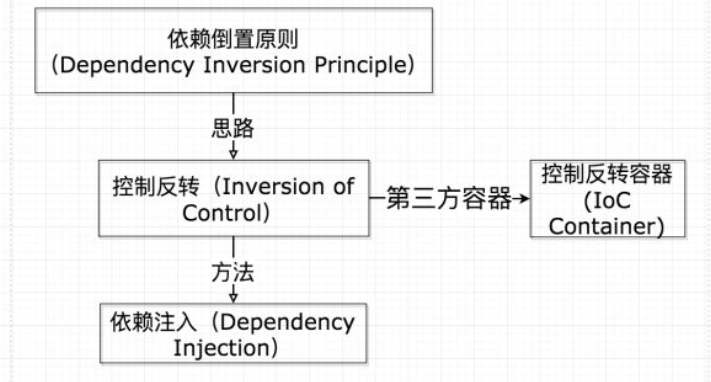 依赖倒置原则
（Dependency Inversion Principle）
思路
控制反转（Inversion of
Control）
第三方容器
控制反转容器
(IoC
Container)
方法
依赖注入（Dependency
Injection）